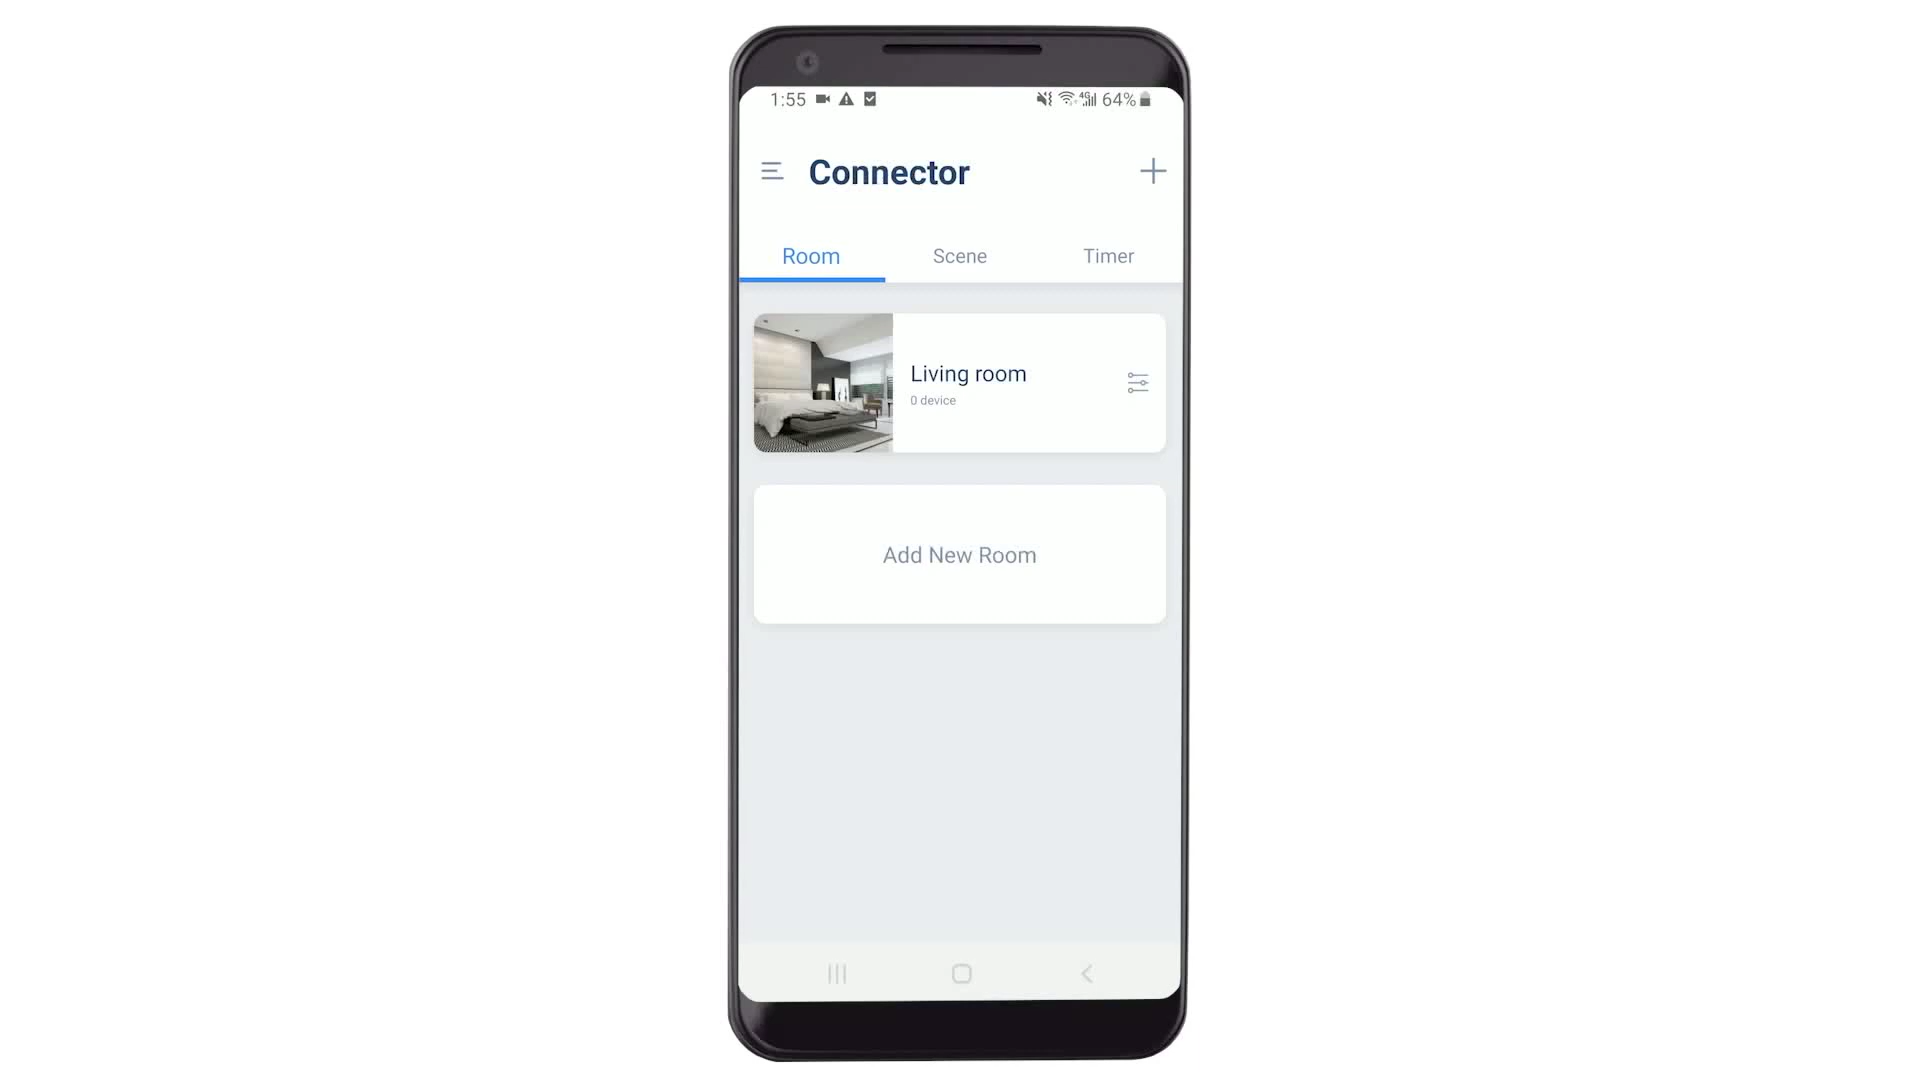 1:55 64%
Connector
Room Scene Timer
Living room
0 device
Add New Room